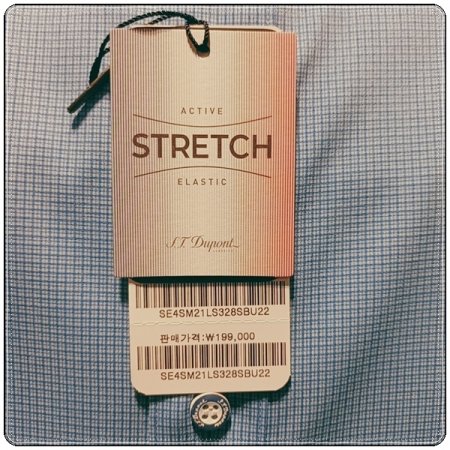 ACTIVE
STRETCH
ELASTIC
S.T. Dupont
SE4SM21LS328SBU22
판매가격:₩199,000
SE4SM21LS328SBU22